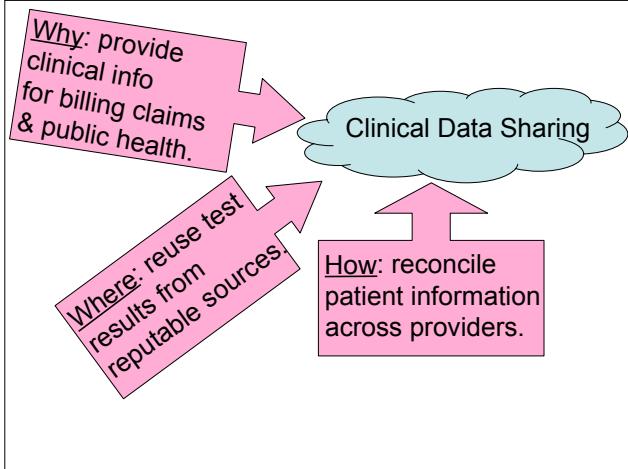 Why: provide
clinical info
for billing claims
& public health.
Clinical Data Sharing
Where: reuse test
results from
reputable sources.
How: reconcile
patient information
across providers.